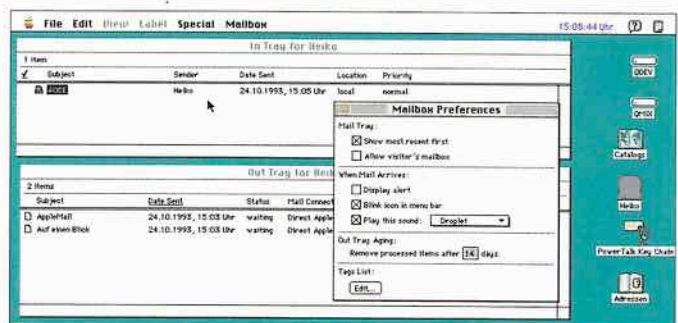 File Edit View Label Special Mailbox 15:05:44 Uhr
In Tray for Heiko
1 Item
Subject Sender Date Sent Location Priority
Heiko 24.10.1993, 15:05 Uhr local normal
Mailbox Preferences
Mail Tray:
Show most recent first
Allow visitor's mailbox
When Mail Arrives:
Display alert
Blink icon in menu bar
Play this sound: Droplet
Out Tray Aging:
Remove processed items after 14 days.
Tags List:
Edit...
Out Tray for Heiko
2 Items
Subject Date Sent Status Mail Connect
AppleMail 24.10.1993, 15:03 Uhr waiting Direct Apple
Auf einen Blick 24.10.1993, 15:03 Uhr waiting Direct Apple
ODEV
QMIX
Catalogs
Heiko
PowerTalk Key Chain
Adressen